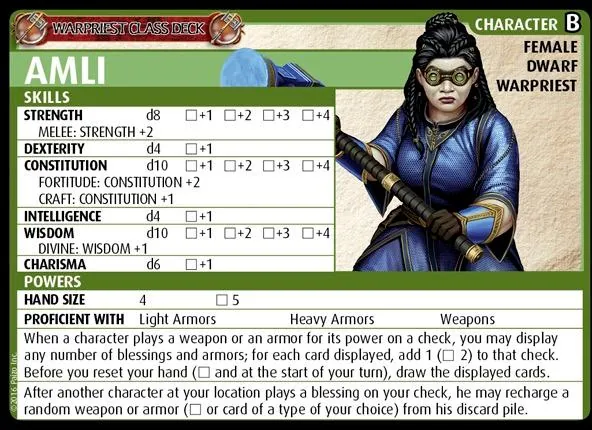 WARPRIEST CLASS DECK
CHARACTER B
AMLI
FEMALE
DWARF
WARPRIEST
SKILLS
STRENGTH d8 □ +1 □ +2 □ +3 □ +4
MELEE: STRENGTH +2
DEXTERITY d4 □ +1
CONSTITUTION d10 □ +1 □ +2 □ +3 □ +4
FORTITUDE: CONSTITUTION +2
CRAFT: CONSTITUTION +1
INTELLIGENCE d4 □ +1
WISDOM d10 □ +1 □ +2 □ +3 □ +4
DIVINE: WISDOM +1
CHARISMA d6 □ +1
POWERS
HAND SIZE 4 □ 5
PROFICIENT WITH Light Armors Heavy Armors Weapons
When a character plays a weapon or an armor for its power on a check, you may display
any number of blessings and armors; for each card displayed, add 1 (□ 2) to that check.
Before you reset your hand (□ and at the start of your turn), draw the displayed cards.
After another character at your location plays a blessing on your check, he may recharge a
random weapon or armor (□ or card of a type of your choice) from his discard pile.
©2016 Paizo Inc.